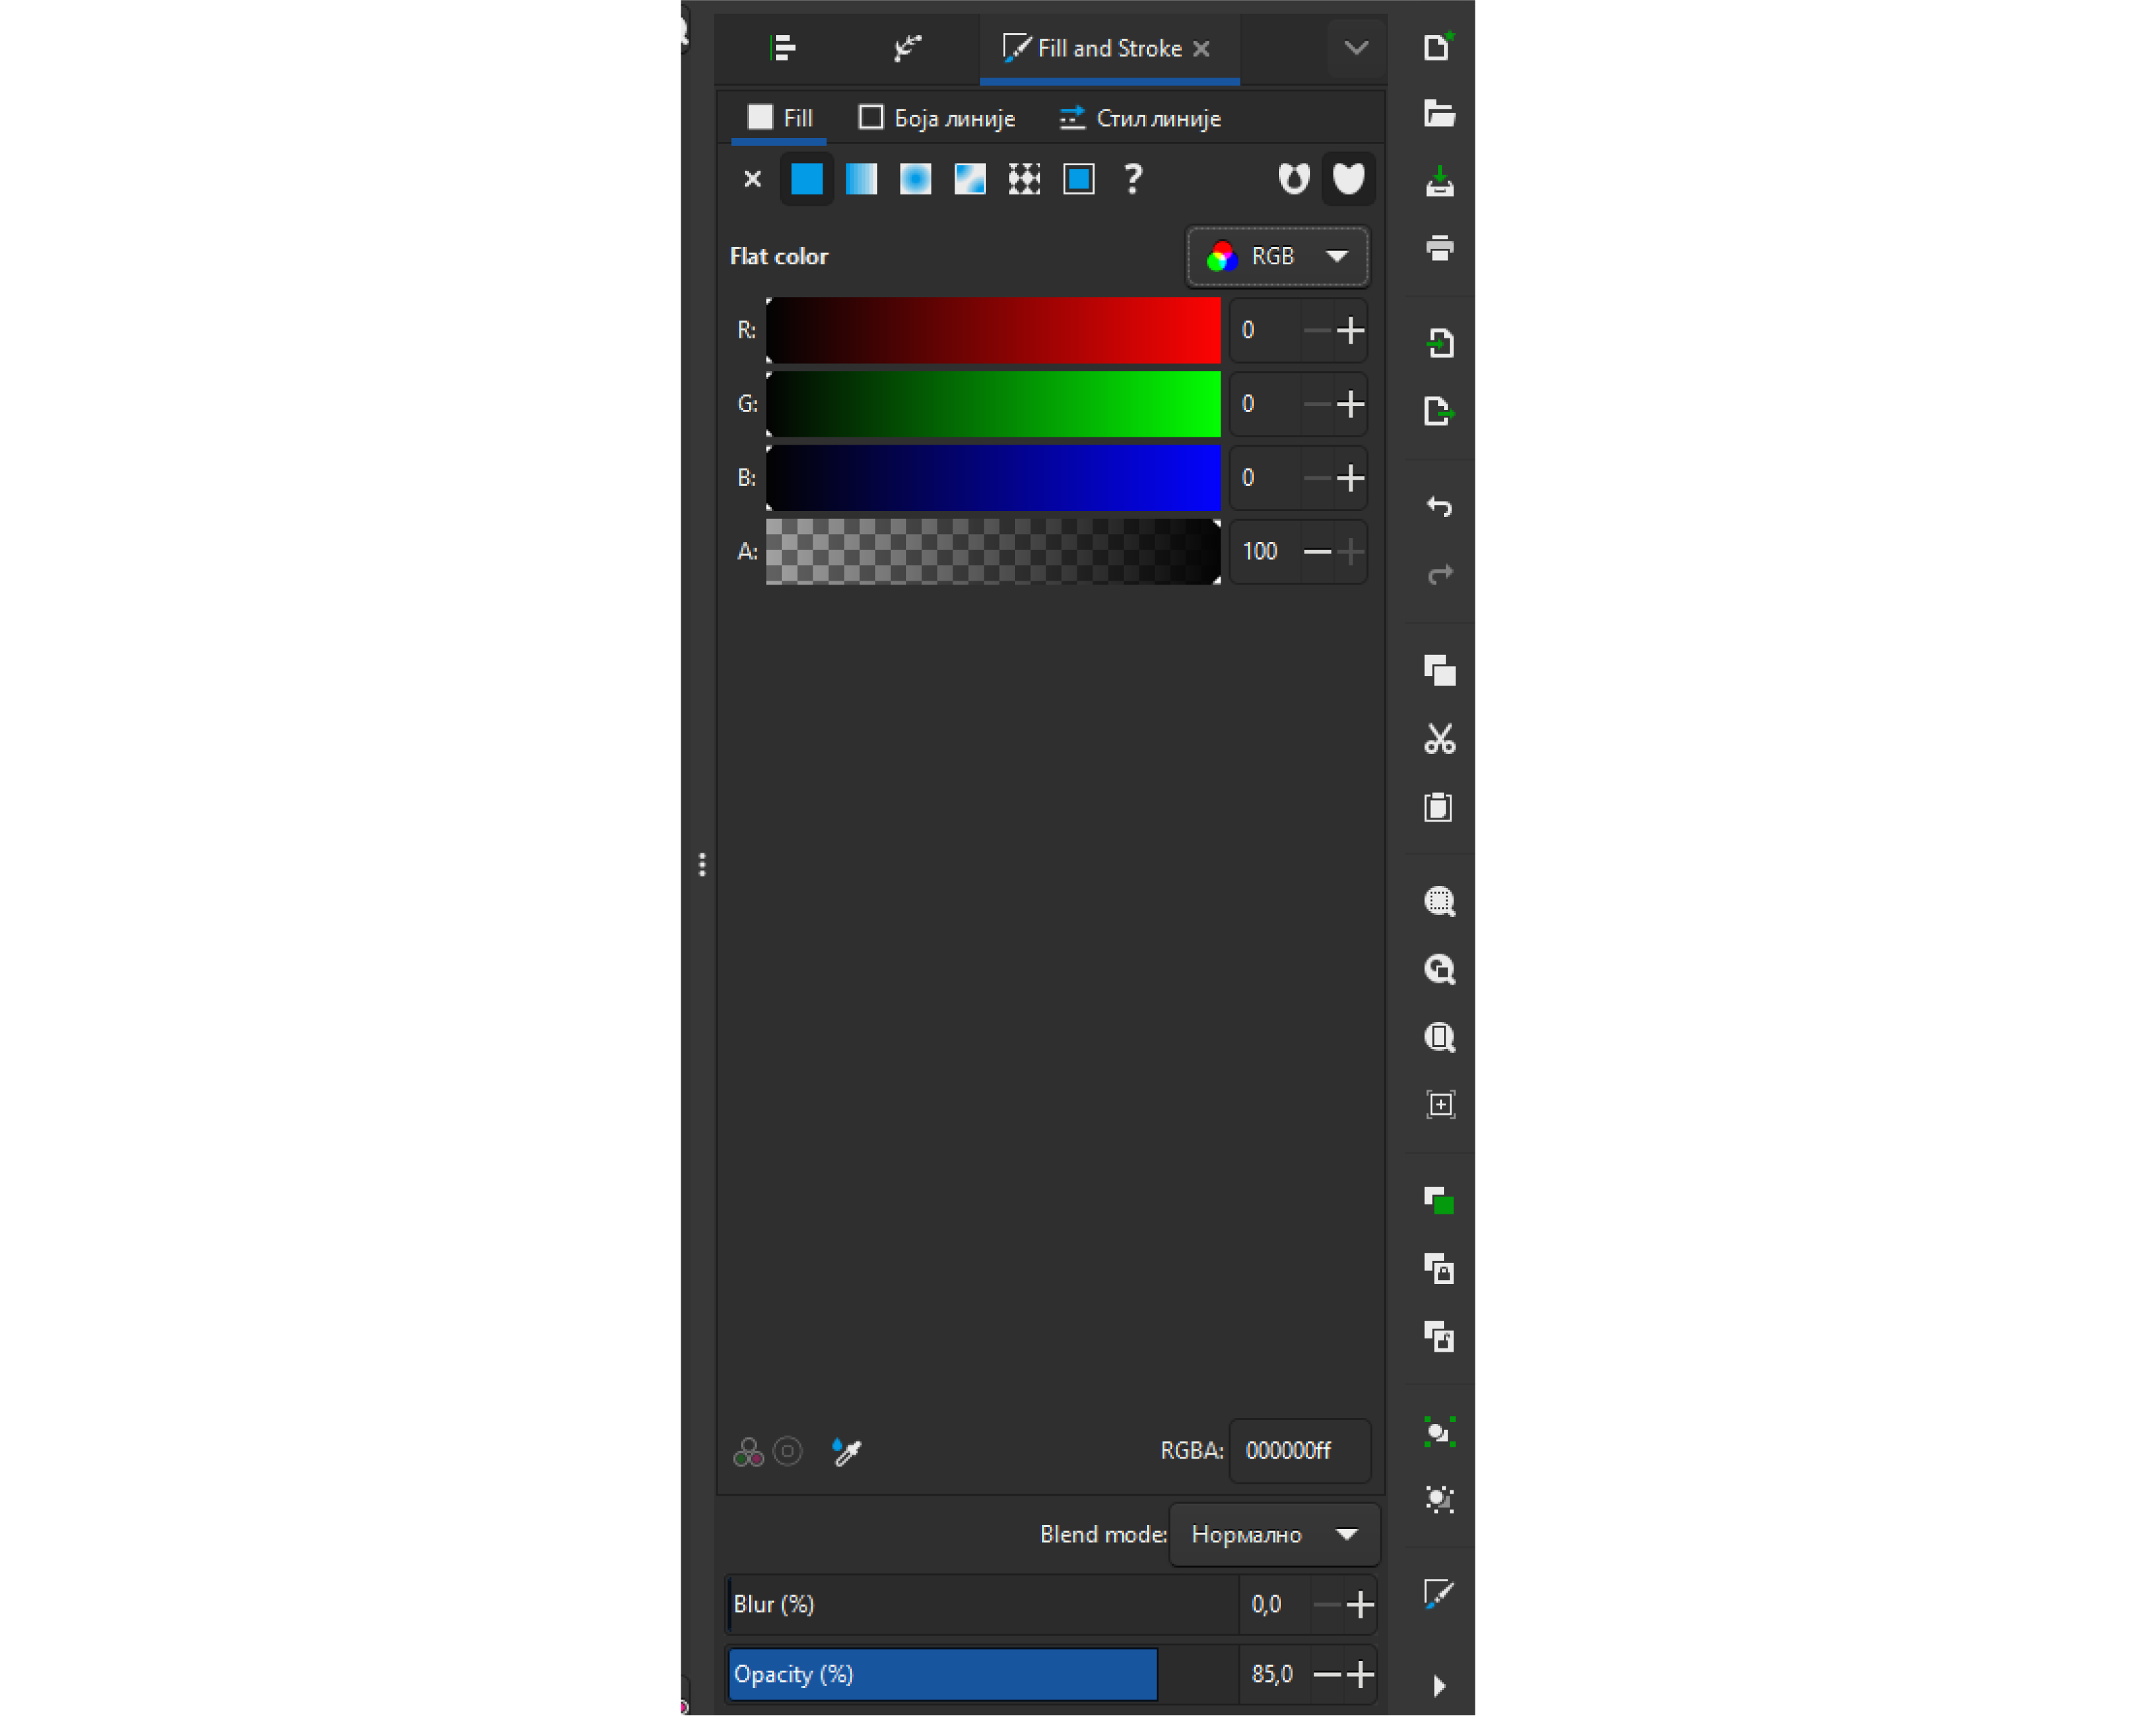 Fill and Stroke
Fill Боја линије Стил линије
Flat color RGB
R: 0
G: 0
B: 0
A: 100
RGBA: 000000ff
Blend mode: Нормално
Blur (%) 0,0
Opacity (%) 85,0